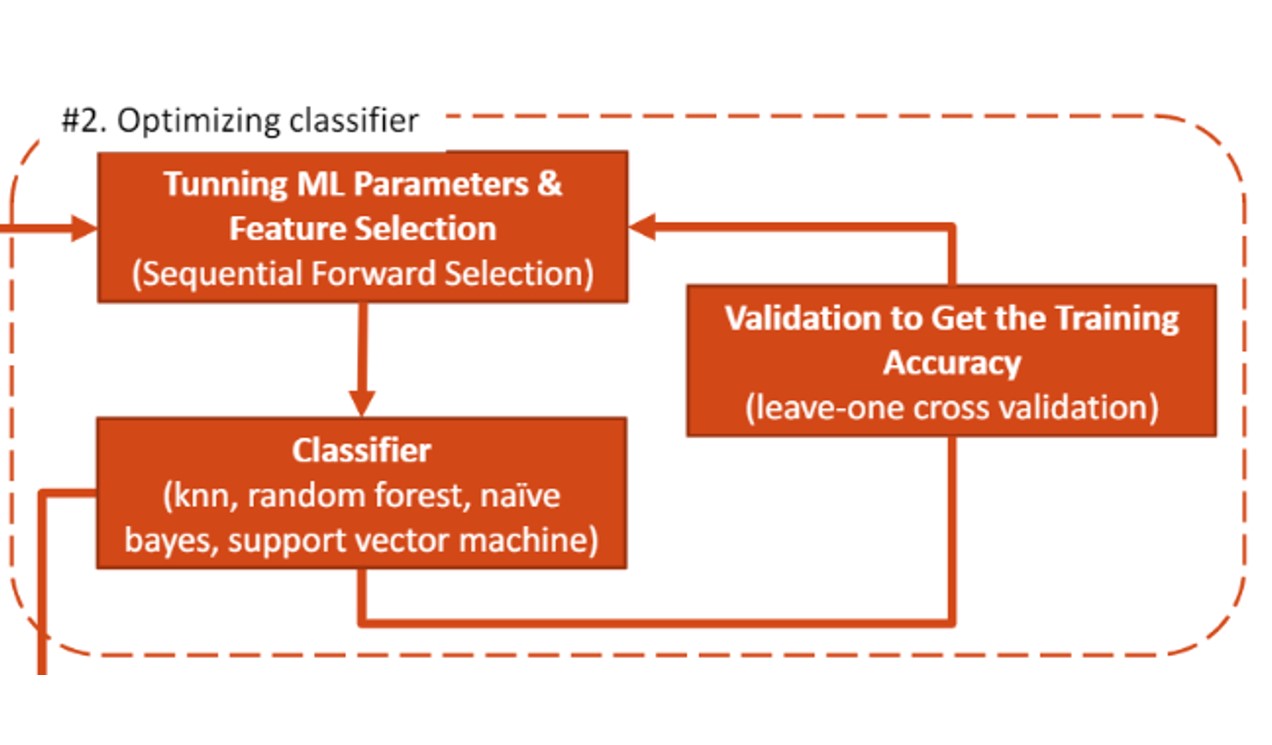 #2. Optimizing classifier
Tunning ML Parameters &
Feature Selection
(Sequential Forward Selection)
Validation to Get the Training
Accuracy
(leave-one cross validation)
Classifier
(knn, random forest, naïve
bayes, support vector machine)